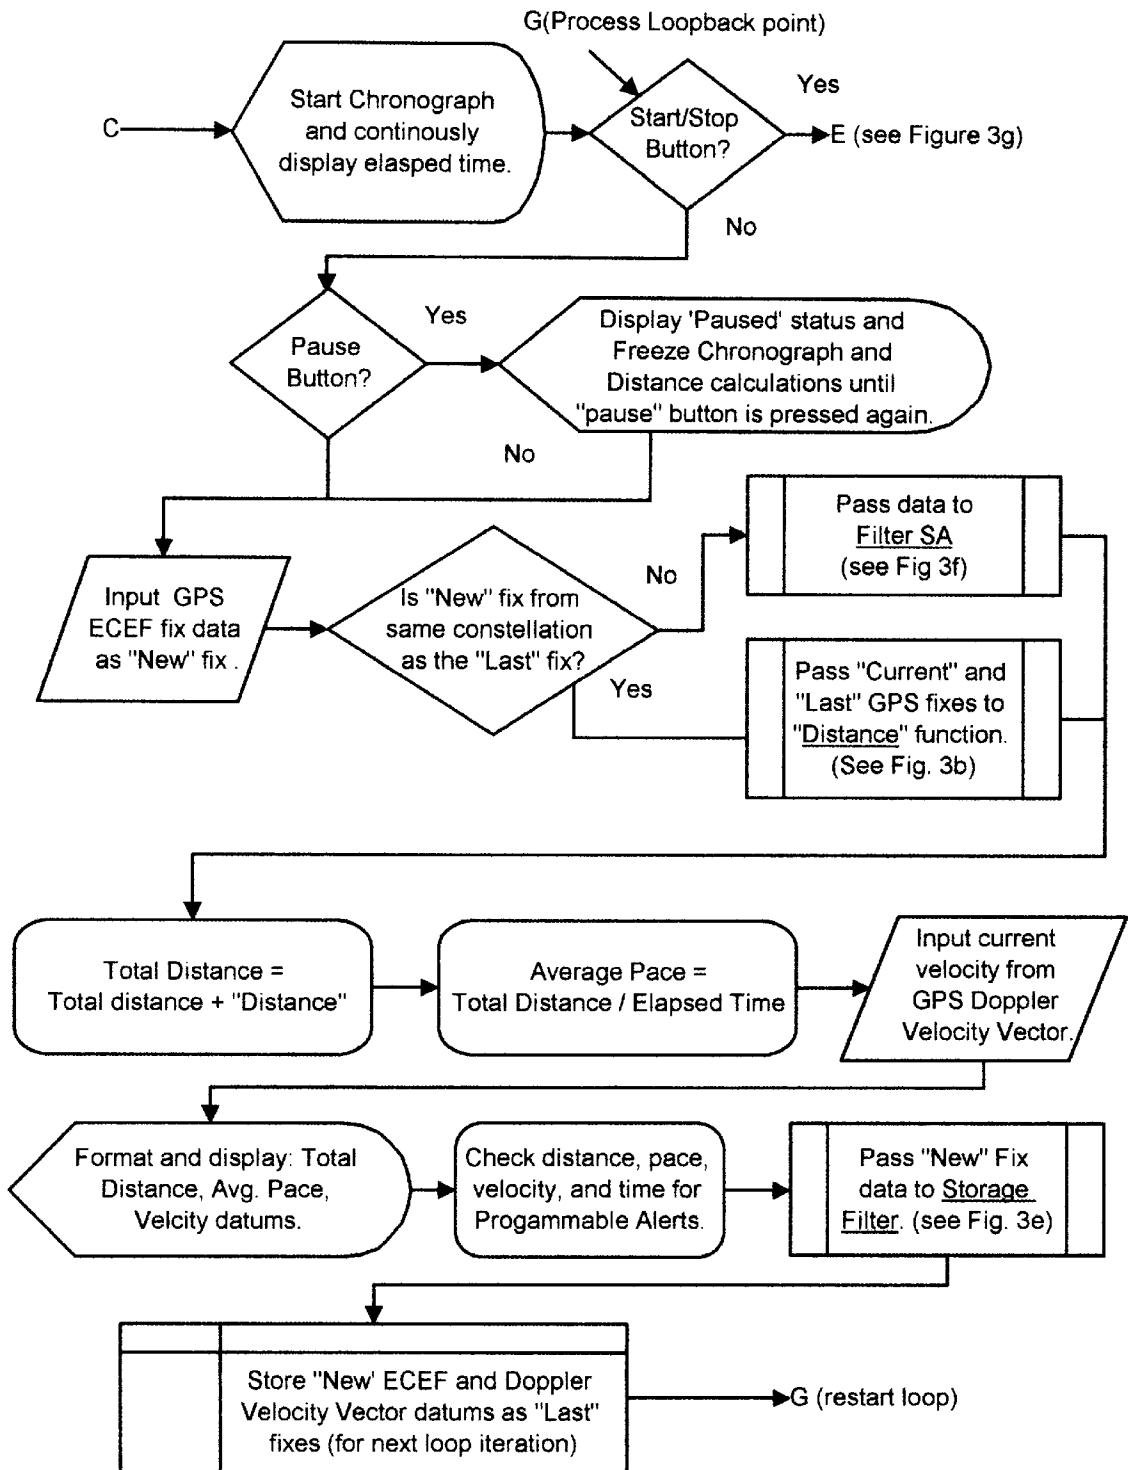 G(Process Loopback point)
C
Start Chronograph
and continously
display elasped time.
Start/Stop
Button?
Yes
E (see Figure 3g)
No
Pause
Button?
Yes
Display 'Paused' status and
Freeze Chronograph and
Distance calculations until
"pause" button is pressed again.
No
Input GPS
ECEF fix data
as "New" fix .
Is "New" fix from
same constellation
as the "Last" fix?
No
Yes
Pass data to
Filter SA
(see Fig 3f)
Pass "Current" and
"Last" GPS fixes to
"Distance" function.
(See Fig. 3b)
Total Distance =
Total distance + "Distance"
Average Pace =
Total Distance / Elapsed Time
Input current
velocity from
GPS Doppler
Velocity Vector.
Format and display: Total
Distance, Avg. Pace,
Velcity datums.
Check distance, pace,
velocity, and time for
Progammable Alerts.
Pass "New" Fix
data to Storage
Filter. (see Fig. 3e)
Store "New' ECEF and Doppler
Velocity Vector datums as "Last"
fixes (for next loop iteration)
G (restart loop)